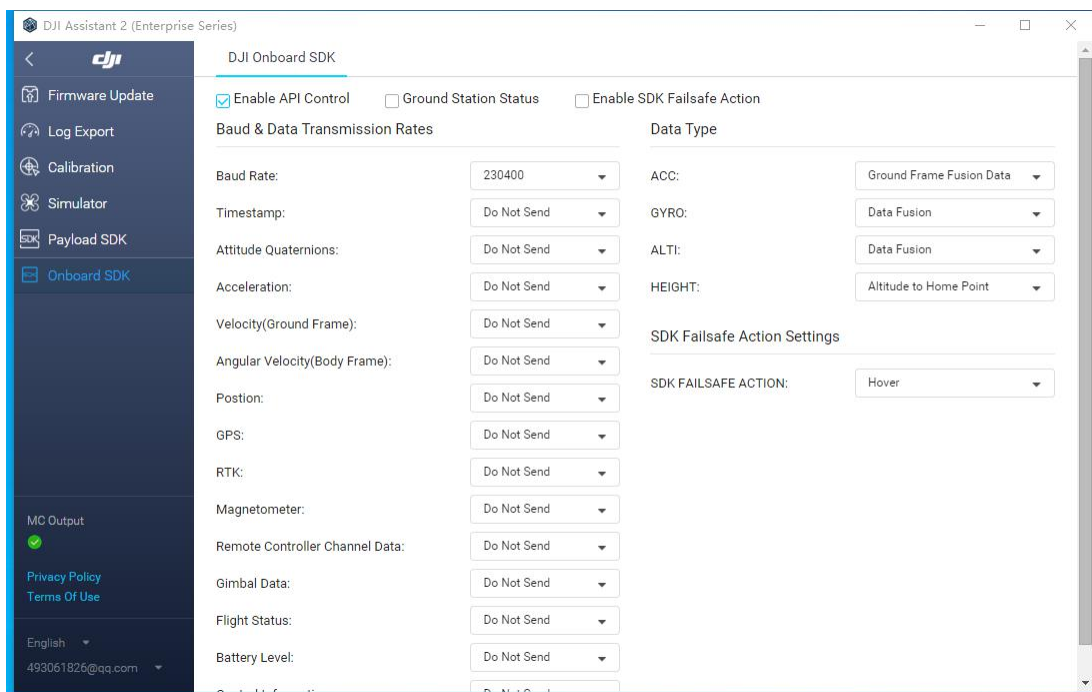 DJI Assistant 2 (Enterprise Series)
dji
DJI Onboard SDK
Firmware Update
Log Export
Calibration
Simulator
SDK Payload SDK
Onboard SDK
MC Output
Privacy Policy
Terms Of Use
English
493061826@qq.com
Enable API Control Ground Station Status Enable SDK Failsafe Action
Baud & Data Transmission Rates
Baud Rate: 230400
Timestamp: Do Not Send
Attitude Quaternions: Do Not Send
Acceleration: Do Not Send
Velocity(Ground Frame): Do Not Send
Angular Velocity(Body Frame): Do Not Send
Postion: Do Not Send
GPS: Do Not Send
RTK: Do Not Send
Magnetometer: Do Not Send
Remote Controller Channel Data: Do Not Send
Gimbal Data: Do Not Send
Flight Status: Do Not Send
Battery Level: Do Not Send
Data Type
ACC: Ground Frame Fusion Data
GYRO: Data Fusion
ALTI: Data Fusion
HEIGHT: Altitude to Home Point
SDK Failsafe Action Settings
SDK FAILSAFE ACTION: Hover